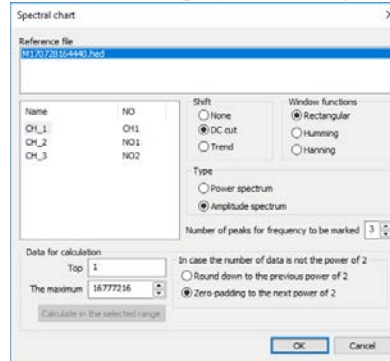 Spectral chart
Reference file
M170728164440.hed
Name NO
CH_1 CH1
CH_2 NO1
CH_3 NO2
Shift
None
DC cut
Trend
Window functions
Rectangular
Humming
Hanning
Type
Power spectrum
Amplitude spectrum
Number of peaks for frequency to be marked 3
Data for calculation
Top 1
The maximum 16777216
Calculate in the selected range
In case the number of data is not the power of 2
Round down to the previous power of 2
Zero-padding to the next power of 2
OK Cancel